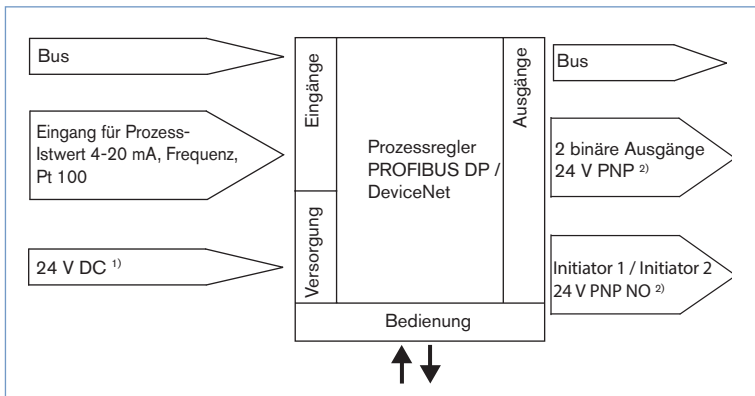 Bus
Eingang für Prozess-
Istwert 4-20 mA, Frequenz,
Pt 100
24 V DC 1)
Eingänge
Versorgung
Prozessregler
PROFIBUS DP /
DeviceNet
Ausgänge
Bedienung
Bus
2 binäre Ausgänge
24 V PNP 2)
Initiator 1 / Initiator 2
24 V PNP NO 2)